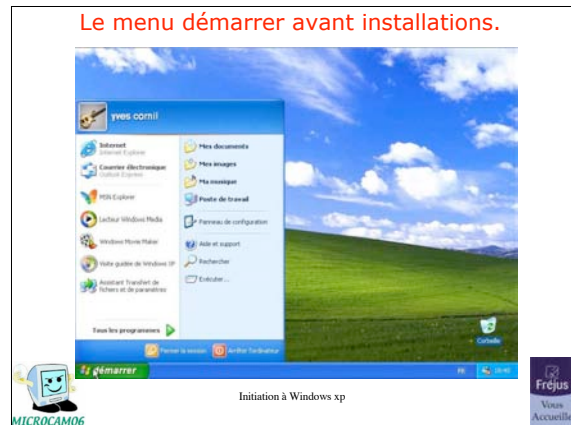 Le menu démarrer avant installations.
yves cornil
Internet
Internet Explorer
Courrier électronique
Outlook Express
MSN Explorer
Lecteur Windows Media
Windows Movie Maker
Visite guidée de Windows XP
Assistant Transfert de
fichiers et de paramètres
Tous les programmes
Mes documents
Mes images
Ma musique
Poste de travail
Panneau de configuration
Aide et support
Rechercher
Exécuter...
Fermer la session
Arrêter l'ordinateur
Corbeille
démarrer
FR
Initiation à Windows xp
MICROCAM06
Fréjus
Vous
Accueille